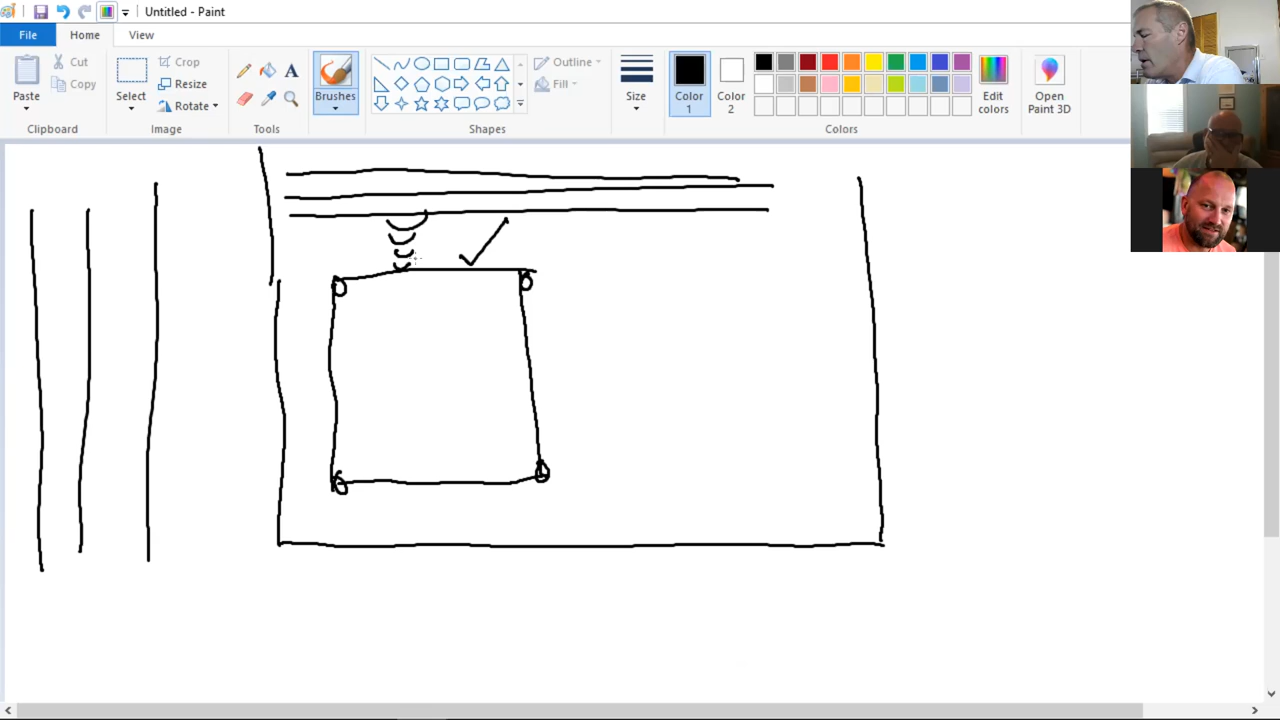 Untitled - Paint
File
Home
View
Paste
Cut
Copy
Clipboard
Select
Crop
Resize
Rotate
Image
A
Tools
Brushes
Outline
Fill
Shapes
Size
Color 1
Color 2
Edit colors
Colors
Open Paint 3D